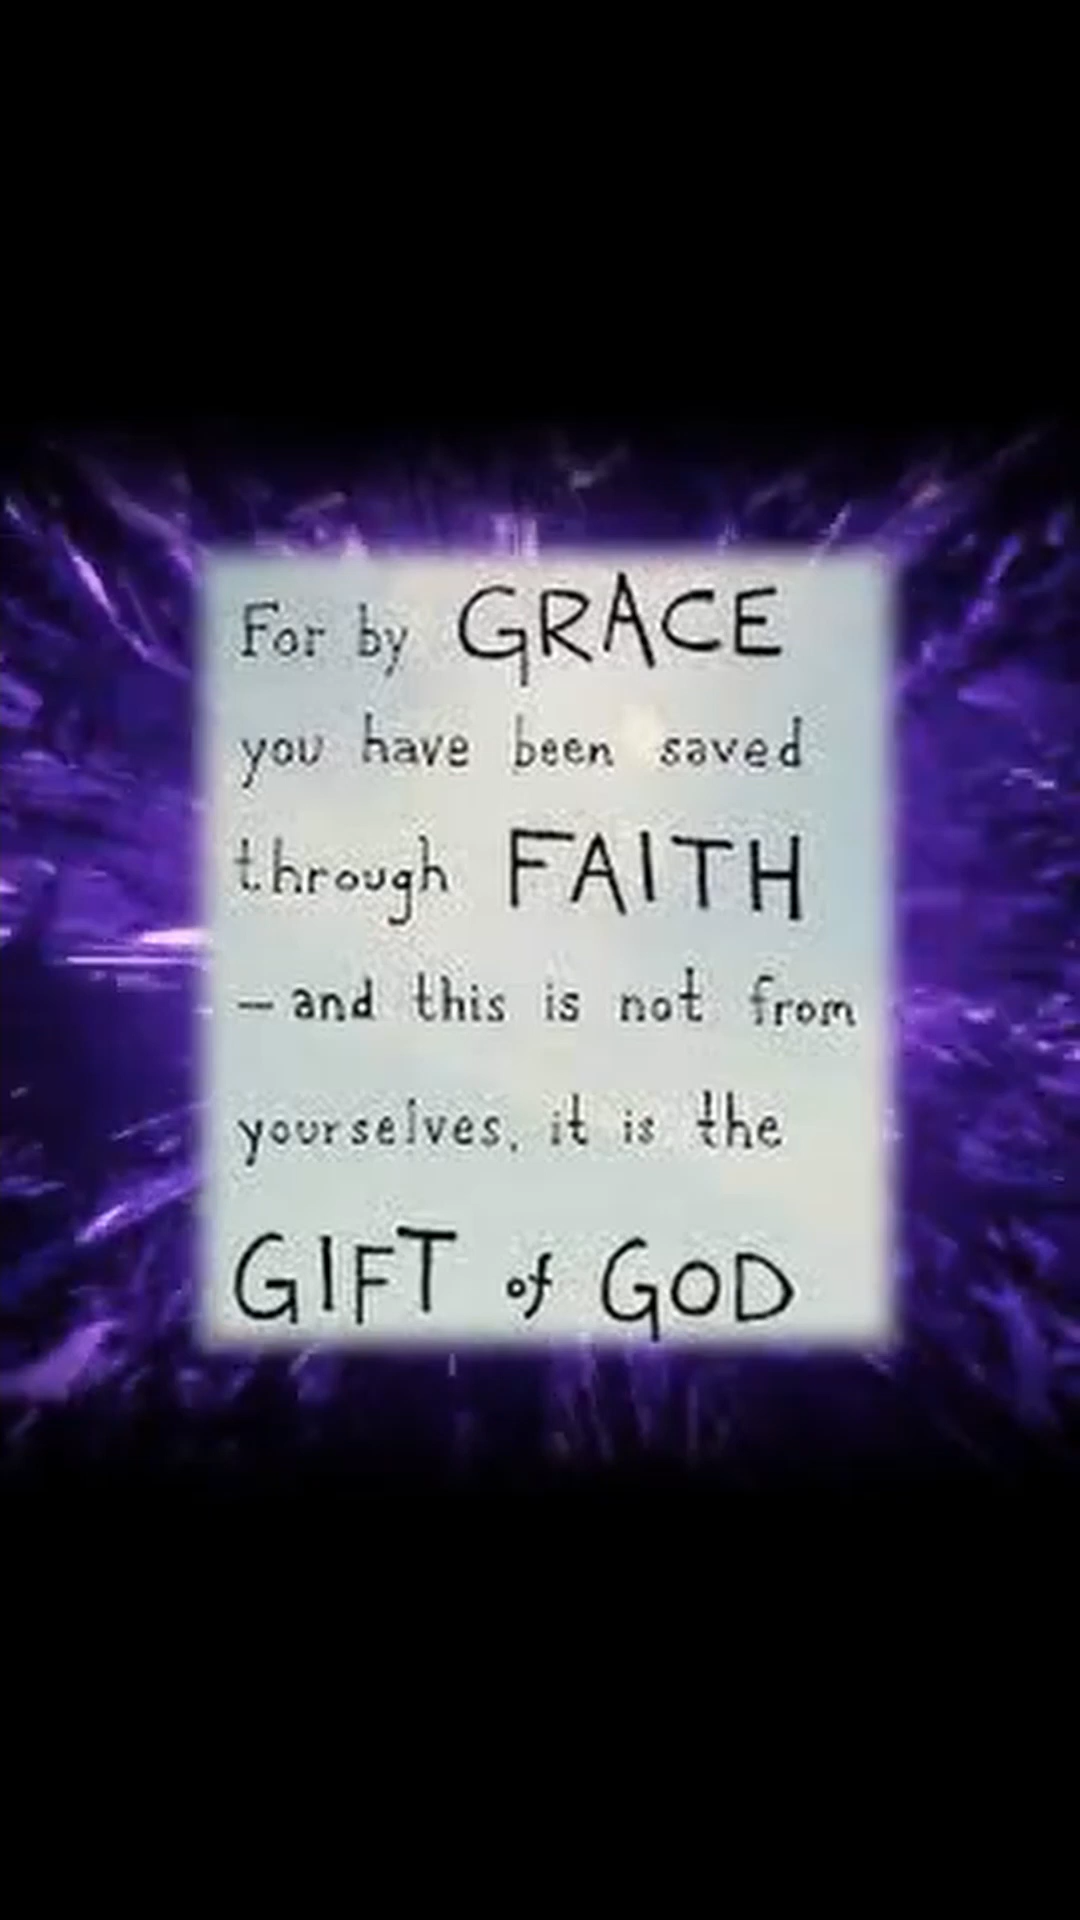 For by GRACE
you have been saved
through FAITH
– and this is not from
yourselves, it is the
GIFT of GOD